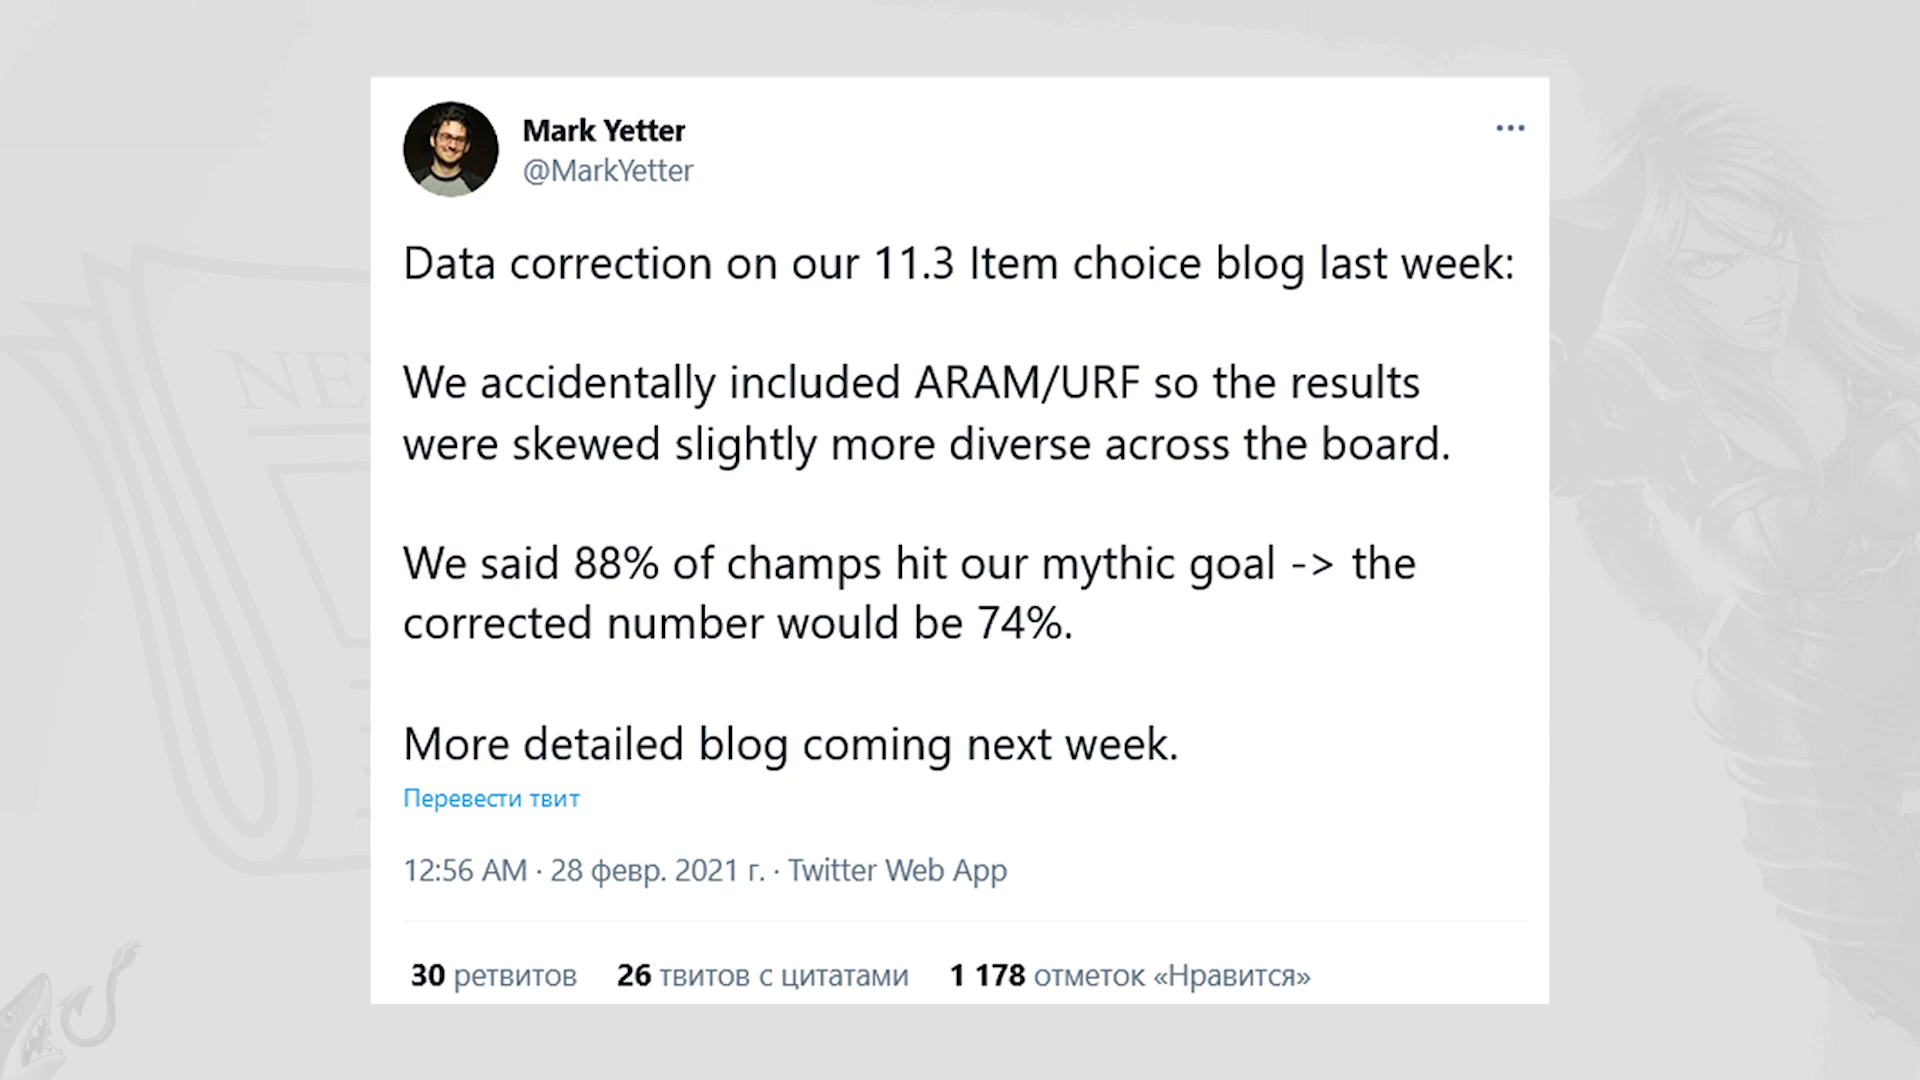 Mark Yetter
@MarkYetter
Data correction on our 11.3 Item choice blog last week:
We accidentally included ARAM/URF so the results
were skewed slightly more diverse across the board.
We said 88% of champs hit our mythic goal -> the
corrected number would be 74%.
More detailed blog coming next week.
Перевести твит
12:56 AM · 28 февр. 2021 г. · Twitter Web App
30 ретвитов 26 твитов с цитатами 1 178 отметок «Нравится»